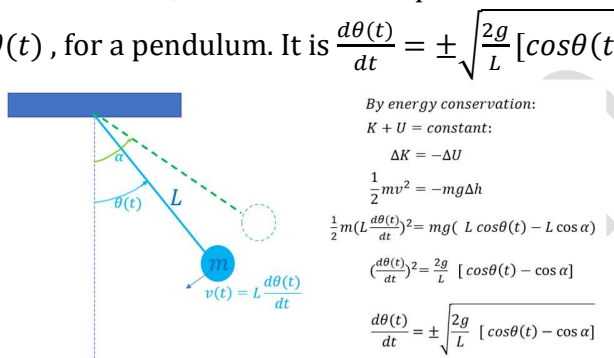 θ(t) , for a pendulum. It is dθ(t)/dt = ±√(2g/L [cosθ(t
By energy conservation:
K + U = constant:
ΔK = −ΔU
1/2 mv² = −mgΔh
1/2 m(L dθ(t)/dt)² = mg( L cosθ(t) − L cos α)
(dθ(t)/dt)² = 2g/L [ cosθ(t) − cos α]
dθ(t)/dt = ±√(2g/L [ cosθ(t) − cos α]
α
θ(t)
L
m
v(t) = L dθ(t)/dt